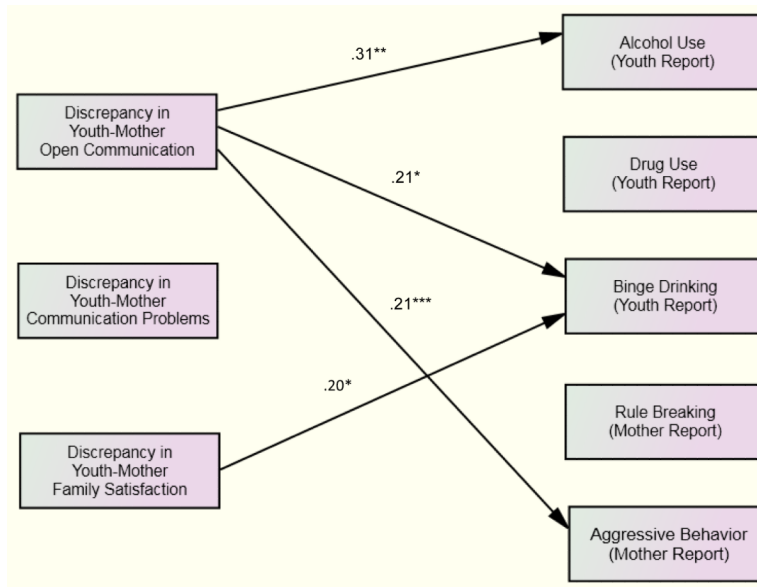 Discrepancy in
Youth-Mother
Open Communication
Discrepancy in
Youth-Mother
Communication Problems
Discrepancy in
Youth-Mother
Family Satisfaction
.31**
.21*
.21***
.20*
Alcohol Use
(Youth Report)
Drug Use
(Youth Report)
Binge Drinking
(Youth Report)
Rule Breaking
(Mother Report)
Aggressive Behavior
(Mother Report)